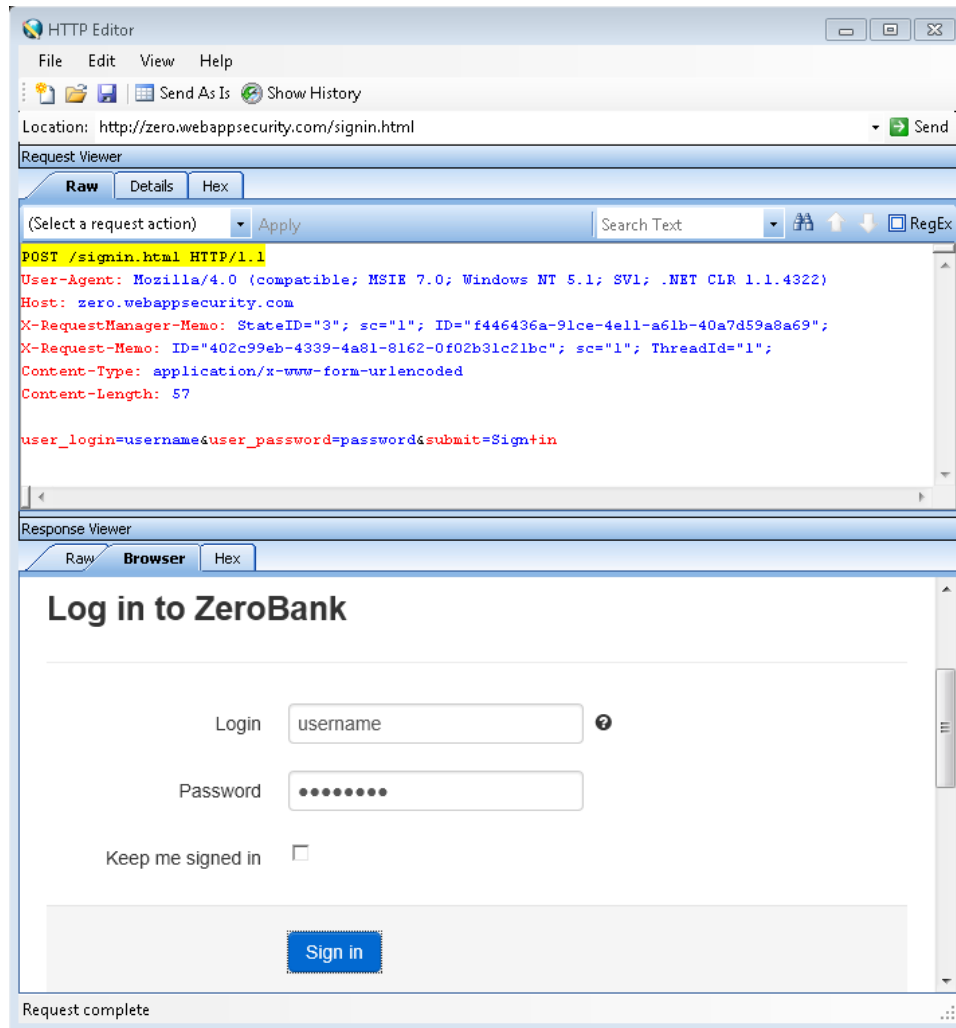 HTTP Editor
File Edit View Help
Send As Is Show History
Location: http://zero.webappsecurity.com/signin.html Send
Request Viewer
Raw Details Hex
(Select a request action) Apply Search Text RegEx
POST /signin.html HTTP/1.1
User-Agent: Mozilla/4.0 (compatible; MSIE 7.0; Windows NT 5.1; SV1; .NET CLR 1.1.4322)
Host: zero.webappsecurity.com
X-RequestManager-Memo: StateID="3"; sc="1"; ID="f446436a-91ce-4e11-a61b-40a7d59a8a69";
X-Request-Memo: ID="402c99eb-4339-4a81-8162-0f02b31c21bc"; sc="1"; ThreadId="1";
Content-Type: application/x-www-form-urlencoded
Content-Length: 57
user_login=username&user_password=password&submit=Sign+in
Response Viewer
Raw Browser Hex
Log in to ZeroBank
Login username
Password ••••••••
Keep me signed in
Sign in
Request complete